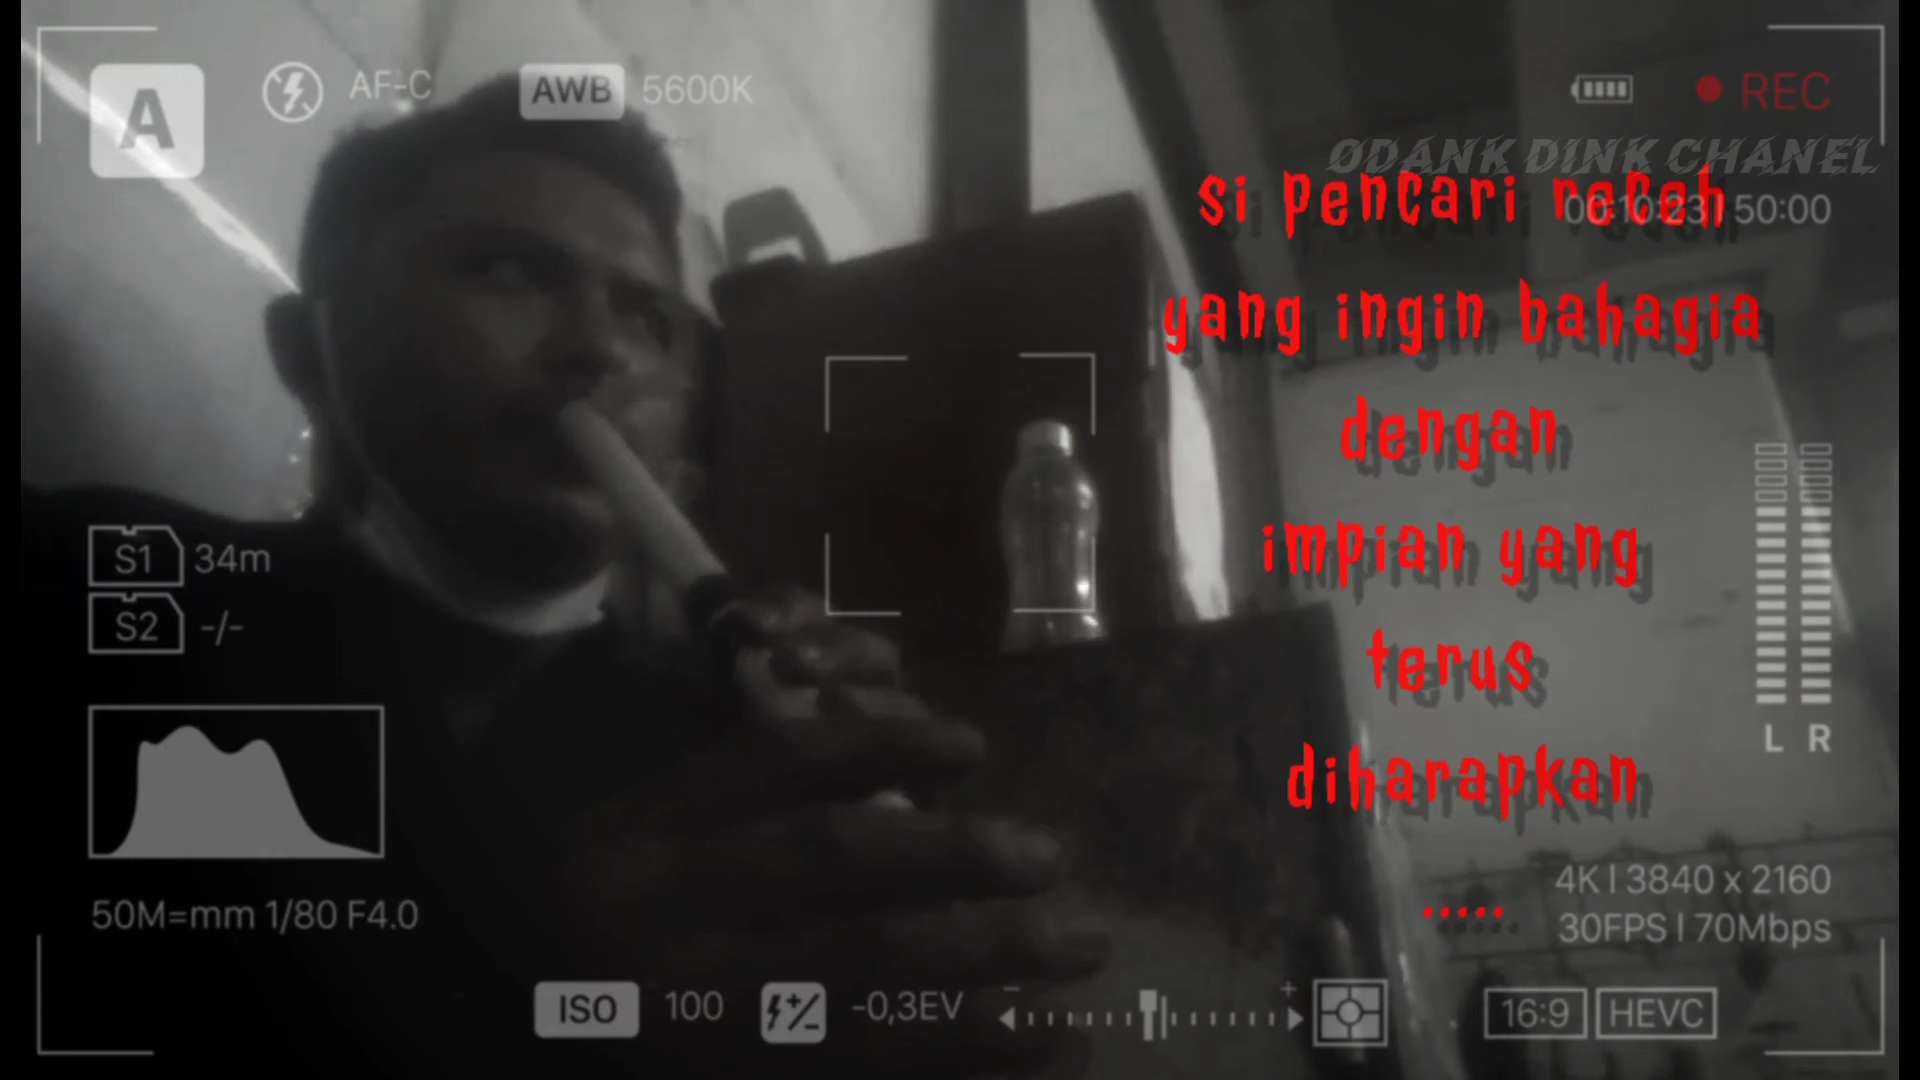 A AF-C AWB 5600K REC
ØDANK DINK CHANEL
si pencari receh
50:00
yang ingin bahagia
dengan
impian yang
S1 34m
S2 -/-
terus
L R
diharapkan
4K | 3840 x 2160
.....
50M=mm 1/80 F4.0
30FPS | 70Mbps
ISO 100 -0,3EV - + 16:9 HEVC